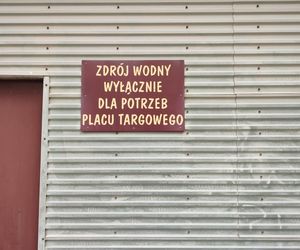 ZDRÓJ WODNY
WYŁĄCZNIE
DLA POTRZEB
PLACU TARGOWEGO